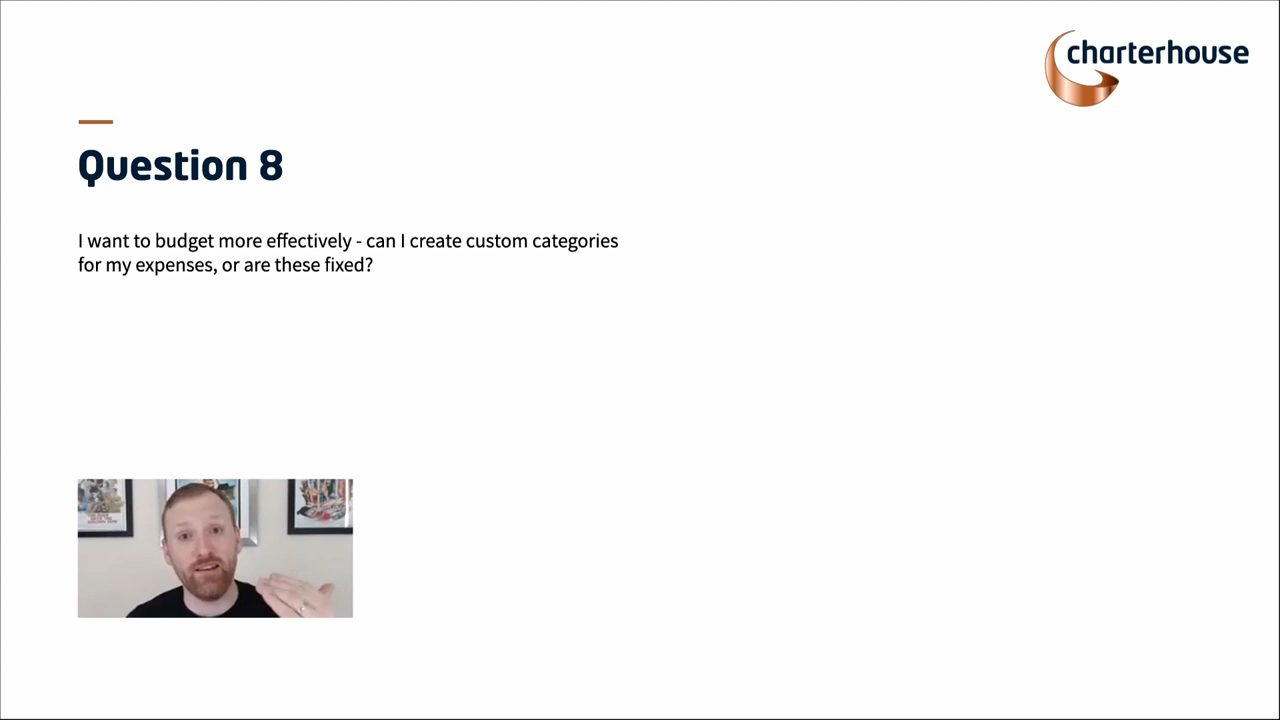 charterhouse
Question 8
I want to budget more effectively - can I create custom categories
for my expenses, or are these fixed?